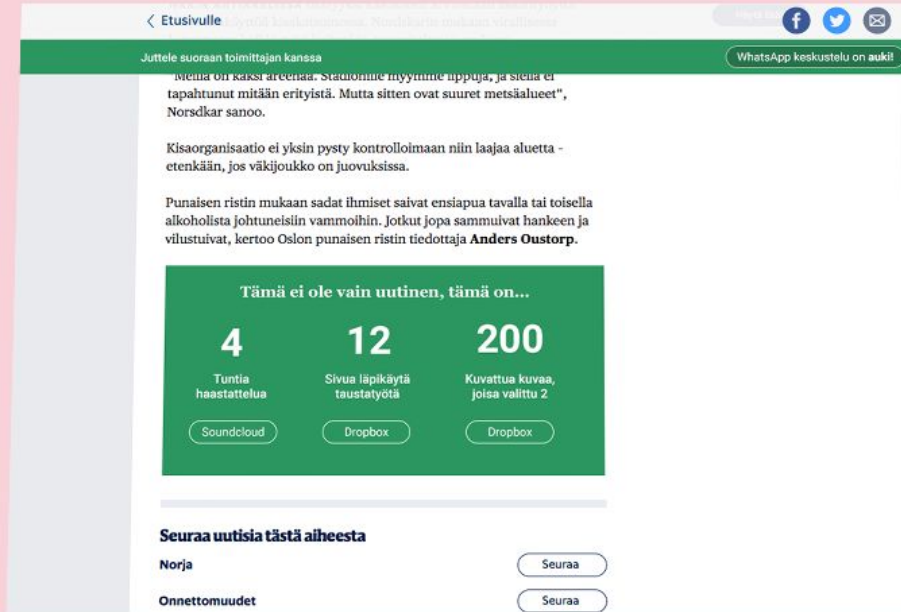 Etusivulle
Juttele suoraan toimittajan kanssa
WhatsApp keskustelu on auki!
"Meillä on kaksi areenaa. Stadionille myymme lippuja, ja siellä ei
tapahtunut mitään erityistä. Mutta sitten ovat suuret metsäalueet",
Norsdkar sanoo.
Kisaorganisaatio ei yksin pysty kontrolloimaan niin laajaa aluetta –
etenkään, jos väkijoukko on juovuksissa.
Punaisen ristin mukaan sadat ihmiset saivat ensiapua tavalla tai toisella
alkoholista johtuneisiin vammoihin. Jotkut jopa sammuivat hankeen ja
vilustuivat, kertoo Oslon punaisen ristin tiedottaja Anders Oustorp.
Tämä ei ole vain uutinen, tämä on...
4
Tuntia
haastattelua
Soundcloud
12
Sivua läpikäytä
taustatyötä
Dropbox
200
Kuvattua kuvaa,
joisa valittu 2
Dropbox
Seuraa uutisia tästä aiheesta
Norja
Seuraa
Onnettomuudet
Seuraa